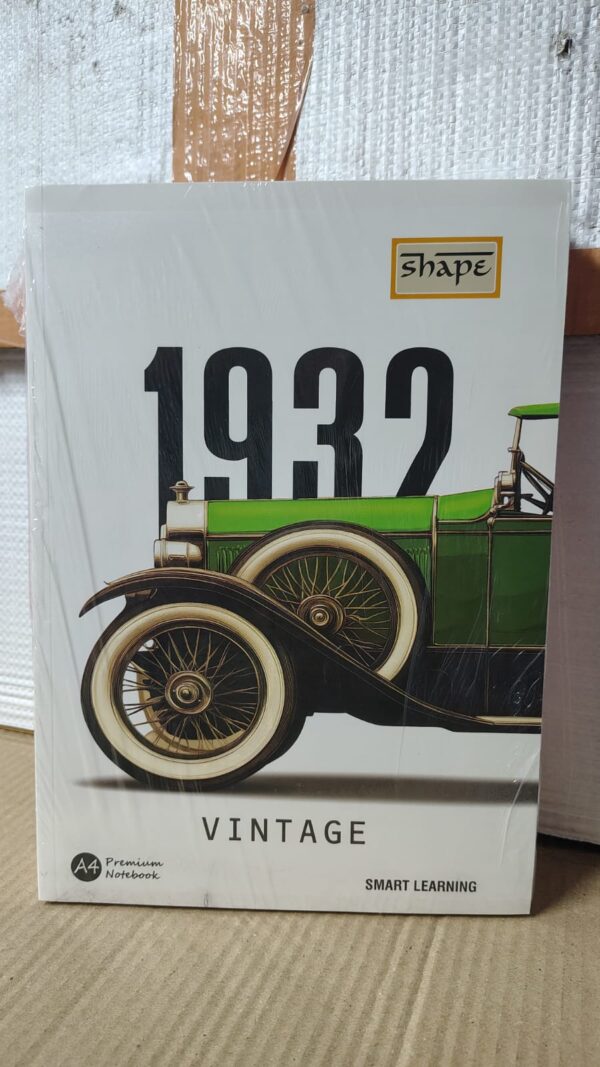 shape
1932
VINTAGE
A4 Premium
Notebook
SMART LEARNING